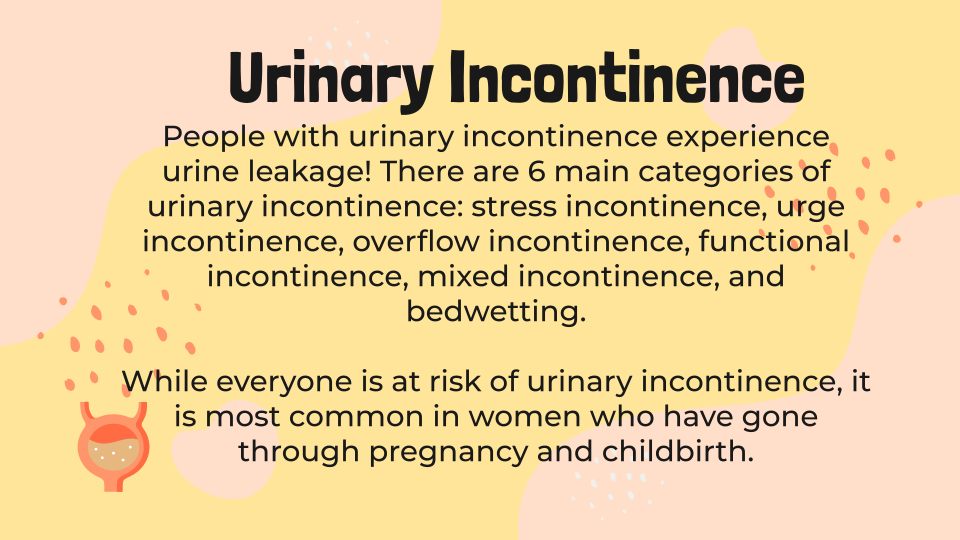 Urinary Incontinence
People with urinary incontinence experience
urine leakage! There are 6 main categories of
urinary incontinence: stress incontinence, urge
incontinence, overflow incontinence, functional
incontinence, mixed incontinence, and
bedwetting.
While everyone is at risk of urinary incontinence, it
is most common in women who have gone
through pregnancy and childbirth.